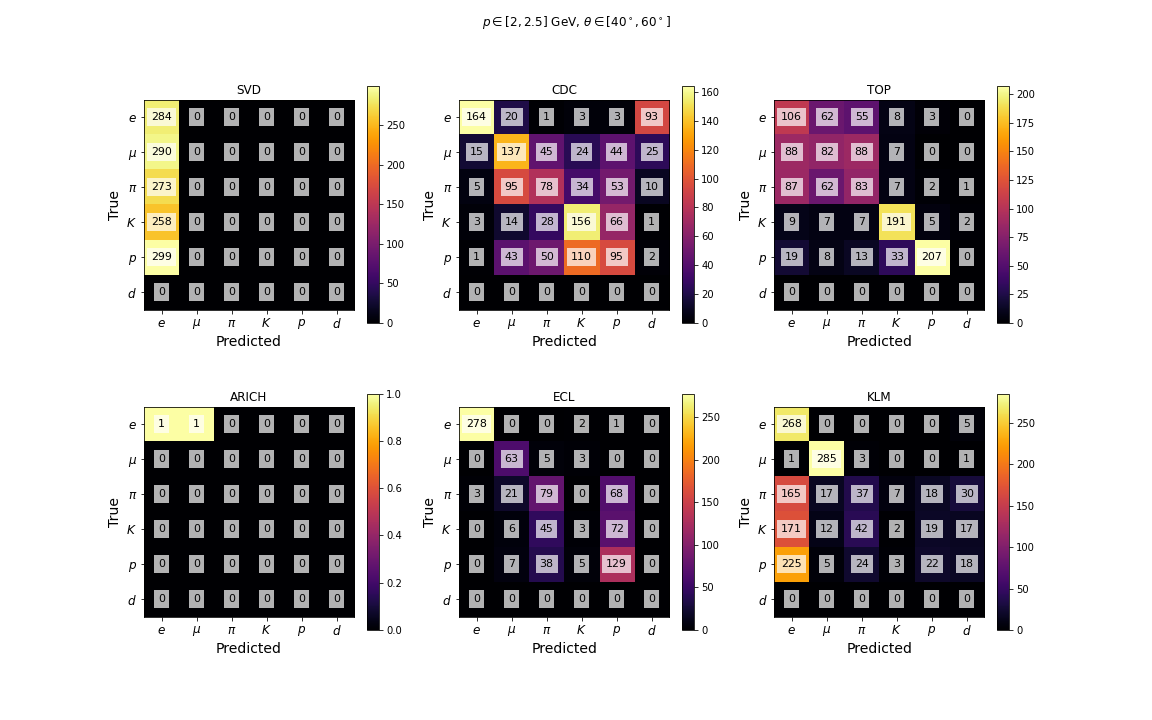 p ∈ [2, 2.5] GeV, θ ∈ [40°, 60°]
SVD
e 284 0 0 0 0 0
μ 290 0 0 0 0 0
π 273 0 0 0 0 0
K 258 0 0 0 0 0
p 299 0 0 0 0 0
d 0 0 0 0 0 0
e μ π K p d
True
Predicted
250
200
150
100
50
0
CDC
e 164 20 1 3 3 93
μ 15 137 45 24 44 25
π 5 95 78 34 53 10
K 3 14 28 156 66 1
p 1 43 50 110 95 2
d 0 0 0 0 0 0
e μ π K p d
True
Predicted
160
140
120
100
80
60
40
20
0
TOP
e 106 62 55 8 3 0
μ 88 82 88 7 0 0
π 87 62 83 7 2 1
K 9 7 7 191 5 2
p 19 8 13 33 207 0
d 0 0 0 0 0 0
e μ π K p d
True
Predicted
200
175
150
125
100
75
50
25
0
ARICH
e 1 1 0 0 0 0
μ 0 0 0 0 0 0
π 0 0 0 0 0 0
K 0 0 0 0 0 0
p 0 0 0 0 0 0
d 0 0 0 0 0 0
e μ π K p d
True
Predicted
1.0
0.8
0.6
0.4
0.2
0.0
ECL
e 278 0 0 2 1 0
μ 0 63 5 3 0 0
π 3 21 79 0 68 0
K 0 6 45 3 72 0
p 0 7 38 5 129 0
d 0 0 0 0 0 0
e μ π K p d
True
Predicted
250
200
150
100
50
0
KLM
e 268 0 0 0 0 5
μ 1 285 3 0 0 1
π 165 17 37 7 18 30
K 171 12 42 2 19 17
p 225 5 24 3 22 18
d 0 0 0 0 0 0
e μ π K p d
True
Predicted
250
200
150
100
50
0